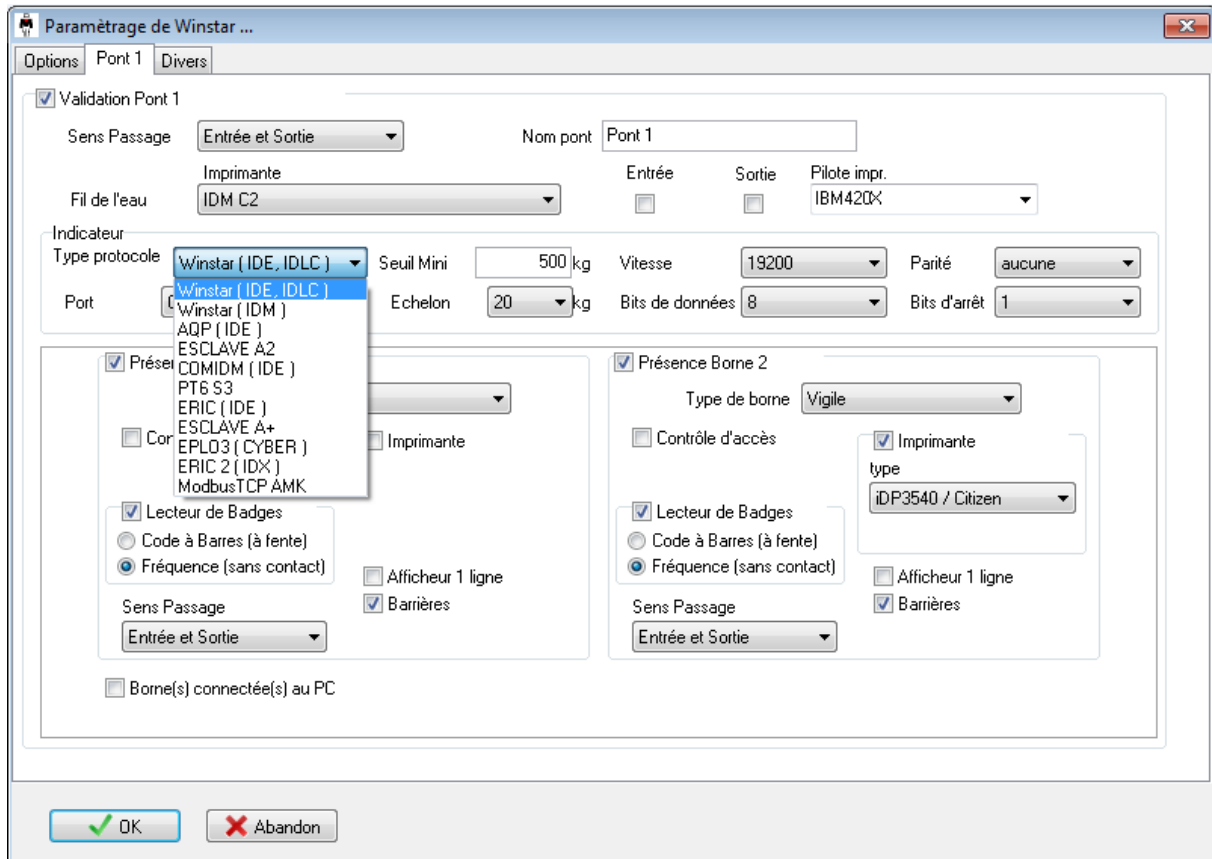 Paramètrage de Winstar ...
Options Pont 1 Divers
Validation Pont 1
Sens Passage Entrée et Sortie Nom pont Pont 1
Imprimante Entrée Sortie Pilote impr.
Fil de l'eau IDM C2 IBM420X
Indicateur
Type protocole Winstar ( IDE, IDLC ) Seuil Mini 500 kg Vitesse 19200 Parité aucune
Port Echelon 20 kg Bits de données 8 Bits d'arrêt 1
Winstar ( IDE, IDLC )
Winstar ( IDM )
AQP ( IDE )
ESCLAVE A2
COMIDM ( IDE )
PT6 S3
ERIC ( IDE )
ESCLAVE A+
EPLO3 ( CYBER )
ERIC 2 ( IDX )
ModbusTCP AMK
Imprimante
Lecteur de Badges
Code à Barres (à fente)
Fréquence (sans contact)
Afficheur 1 ligne
Barrières
Sens Passage
Entrée et Sortie
Présence Borne 2
Type de borne Vigile
Contrôle d'accès
Imprimante
type
iDP3540 / Citizen
Lecteur de Badges
Code à Barres (à fente)
Fréquence (sans contact)
Afficheur 1 ligne
Barrières
Sens Passage
Entrée et Sortie
Borne(s) connectée(s) au PC
OK Abandon